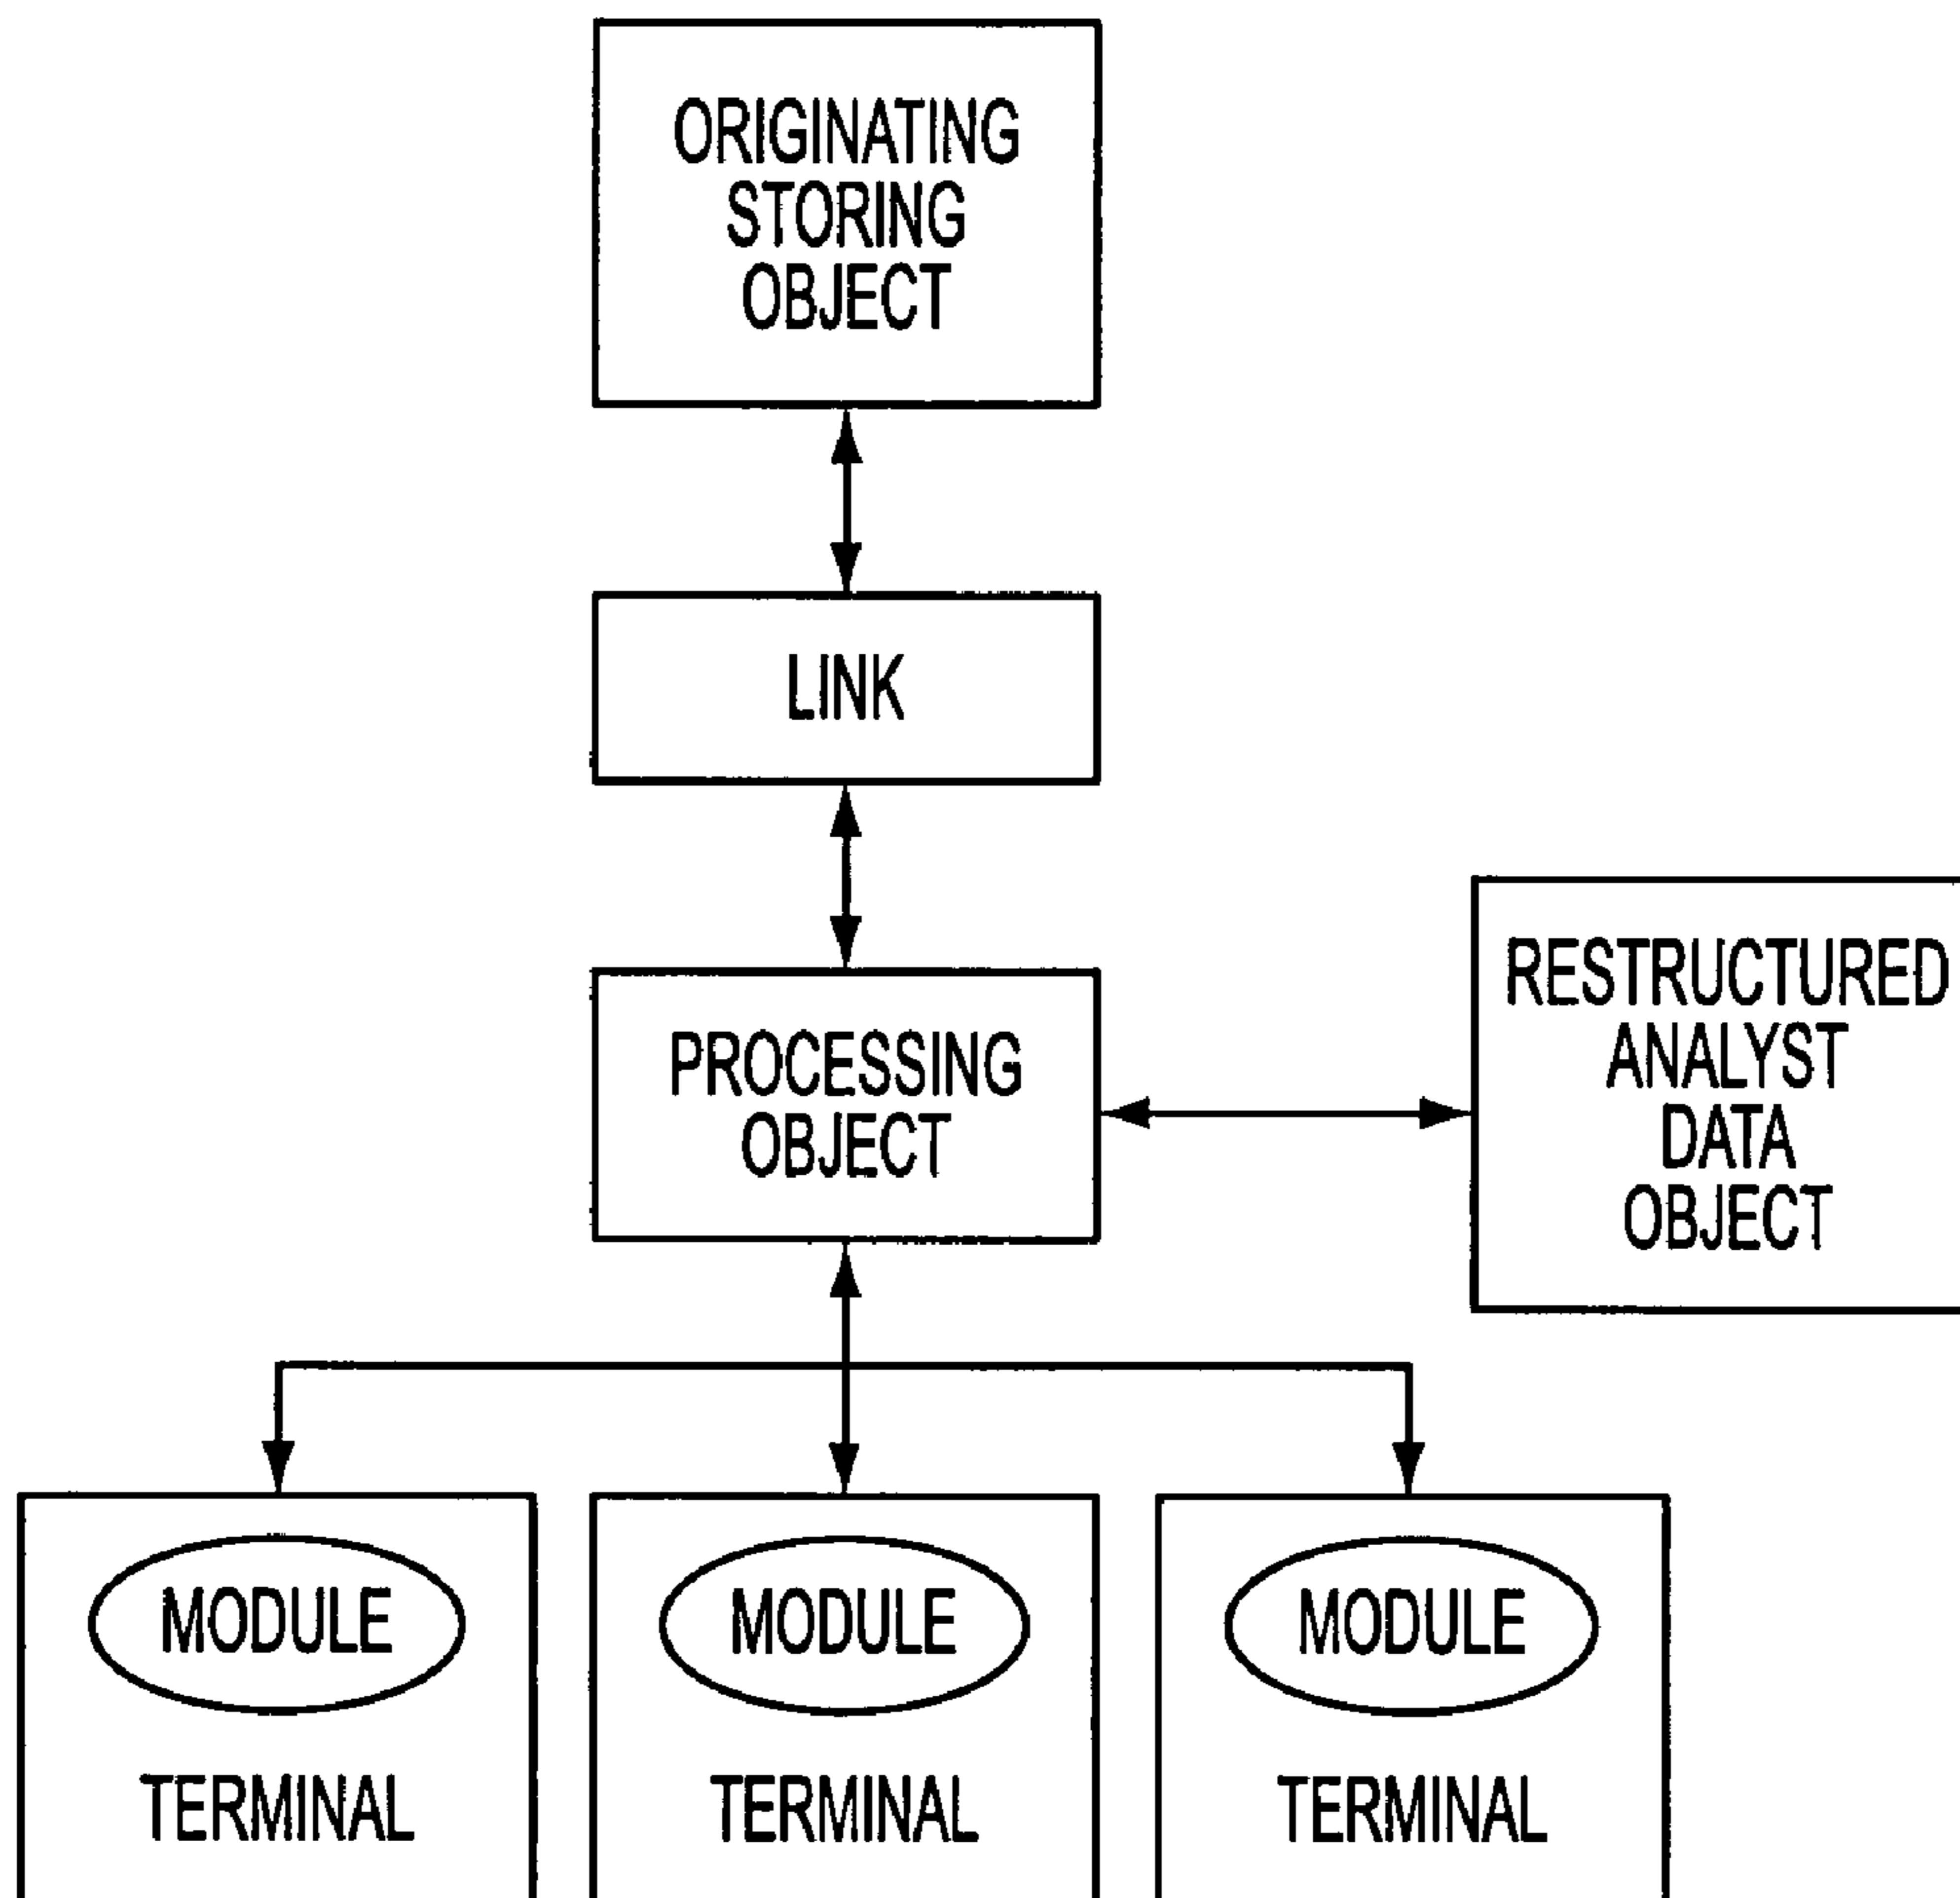 ORIGINATING
STORING
OBJECT
LINK
PROCESSING
OBJECT
RESTRUCTURED
ANALYST
DATA
OBJECT
MODULE
TERMINAL
MODULE
TERMINAL
MODULE
TERMINAL